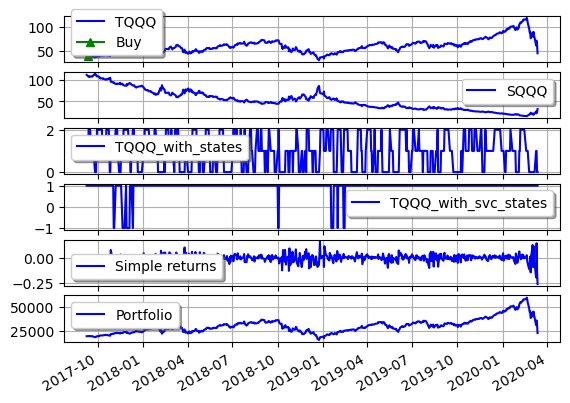 100
50
TQQQ
Buy
100
50
SQQQ
2
0
TQQQ_with_states
1
0
−1
TQQQ_with_svc_states
0.00
−0.25
Simple returns
50000
25000
Portfolio
2017-10 2018-01 2018-04 2018-07 2018-10 2019-01 2019-04 2019-07 2019-10 2020-01 2020-04